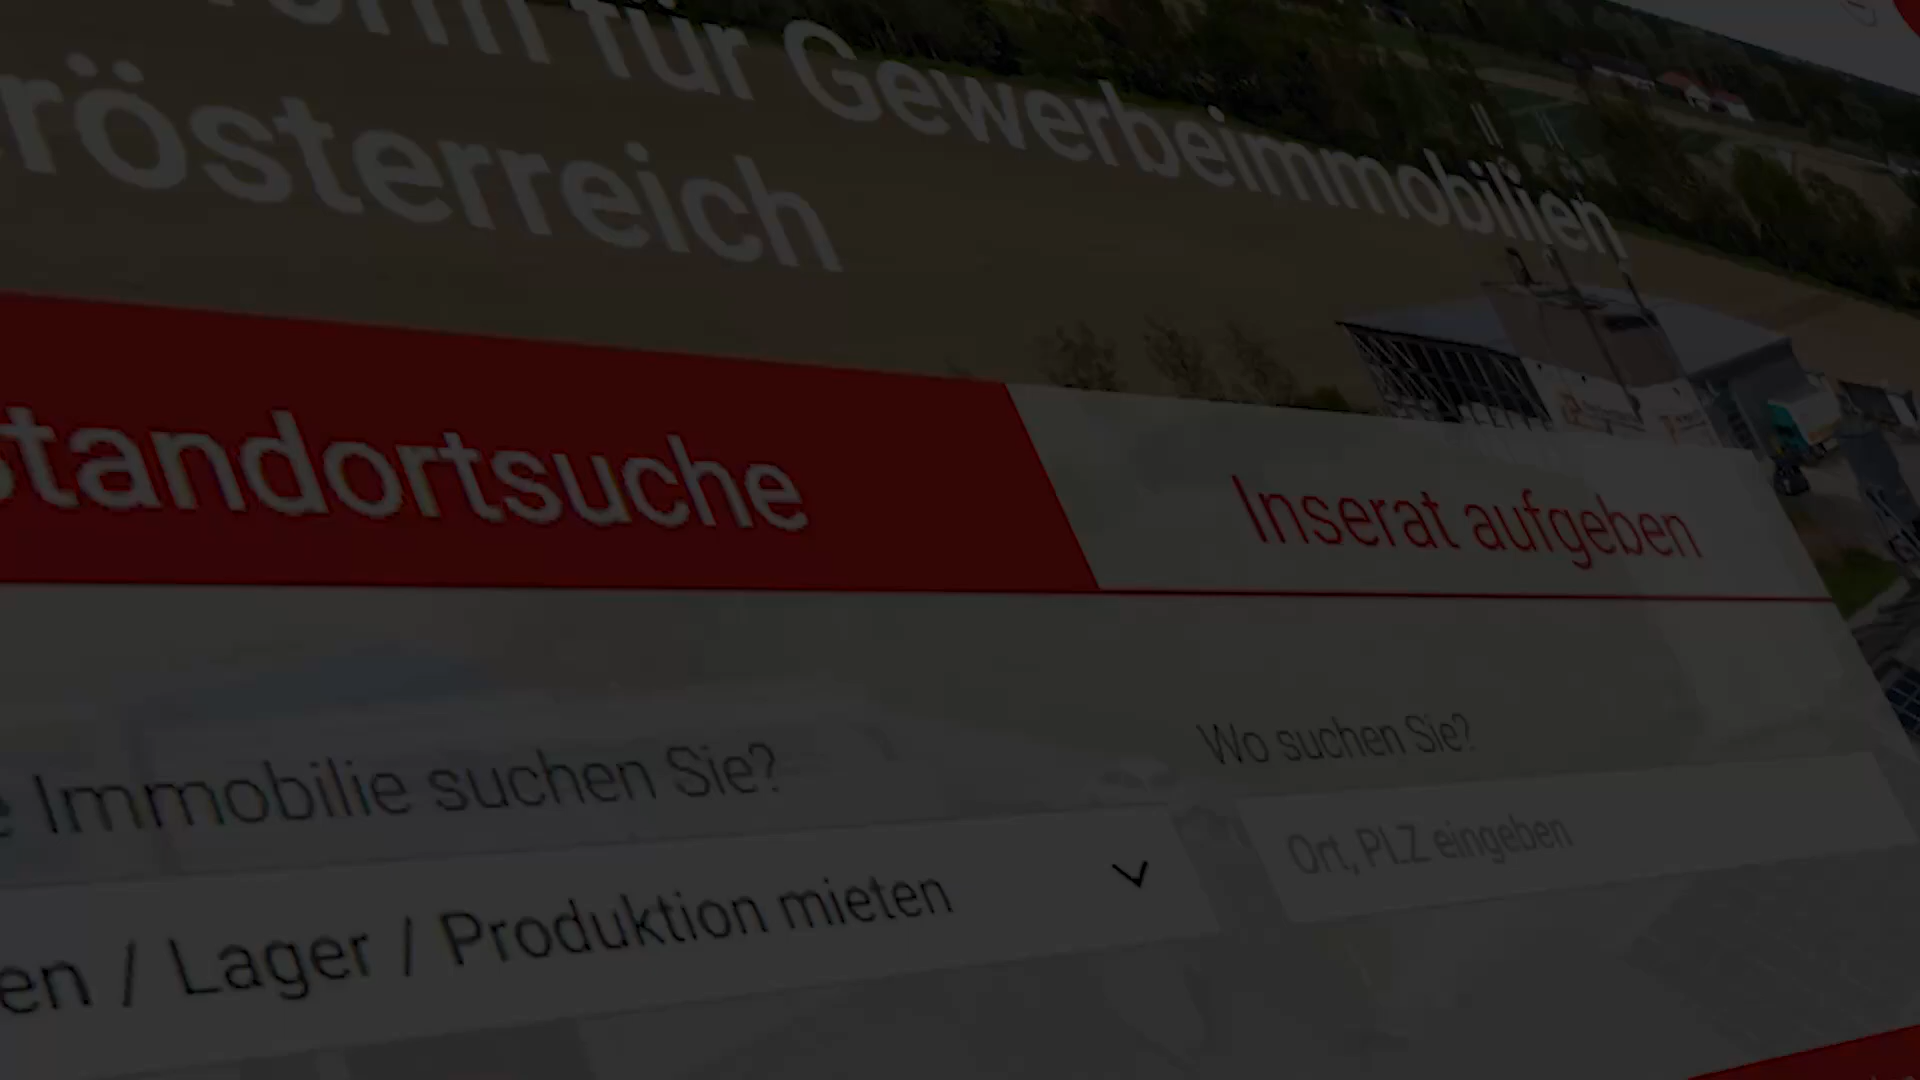 für Gewerbeimmobilien
rösterreich
Standortsuche
Inserat aufgeben
Immobilie suchen Sie?
Wo suchen Sie?
en / Lager / Produktion mieten
Ort, PLZ eingeben